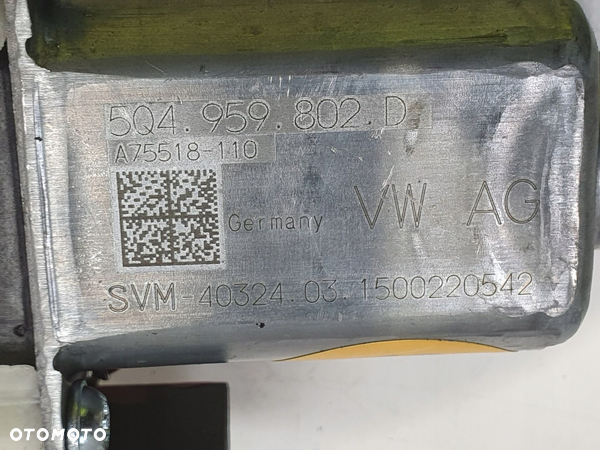 5Q4.959.802.D
A75518-110
Germany VW AG
SVM-40324.03.1500220542
OTOMOTO